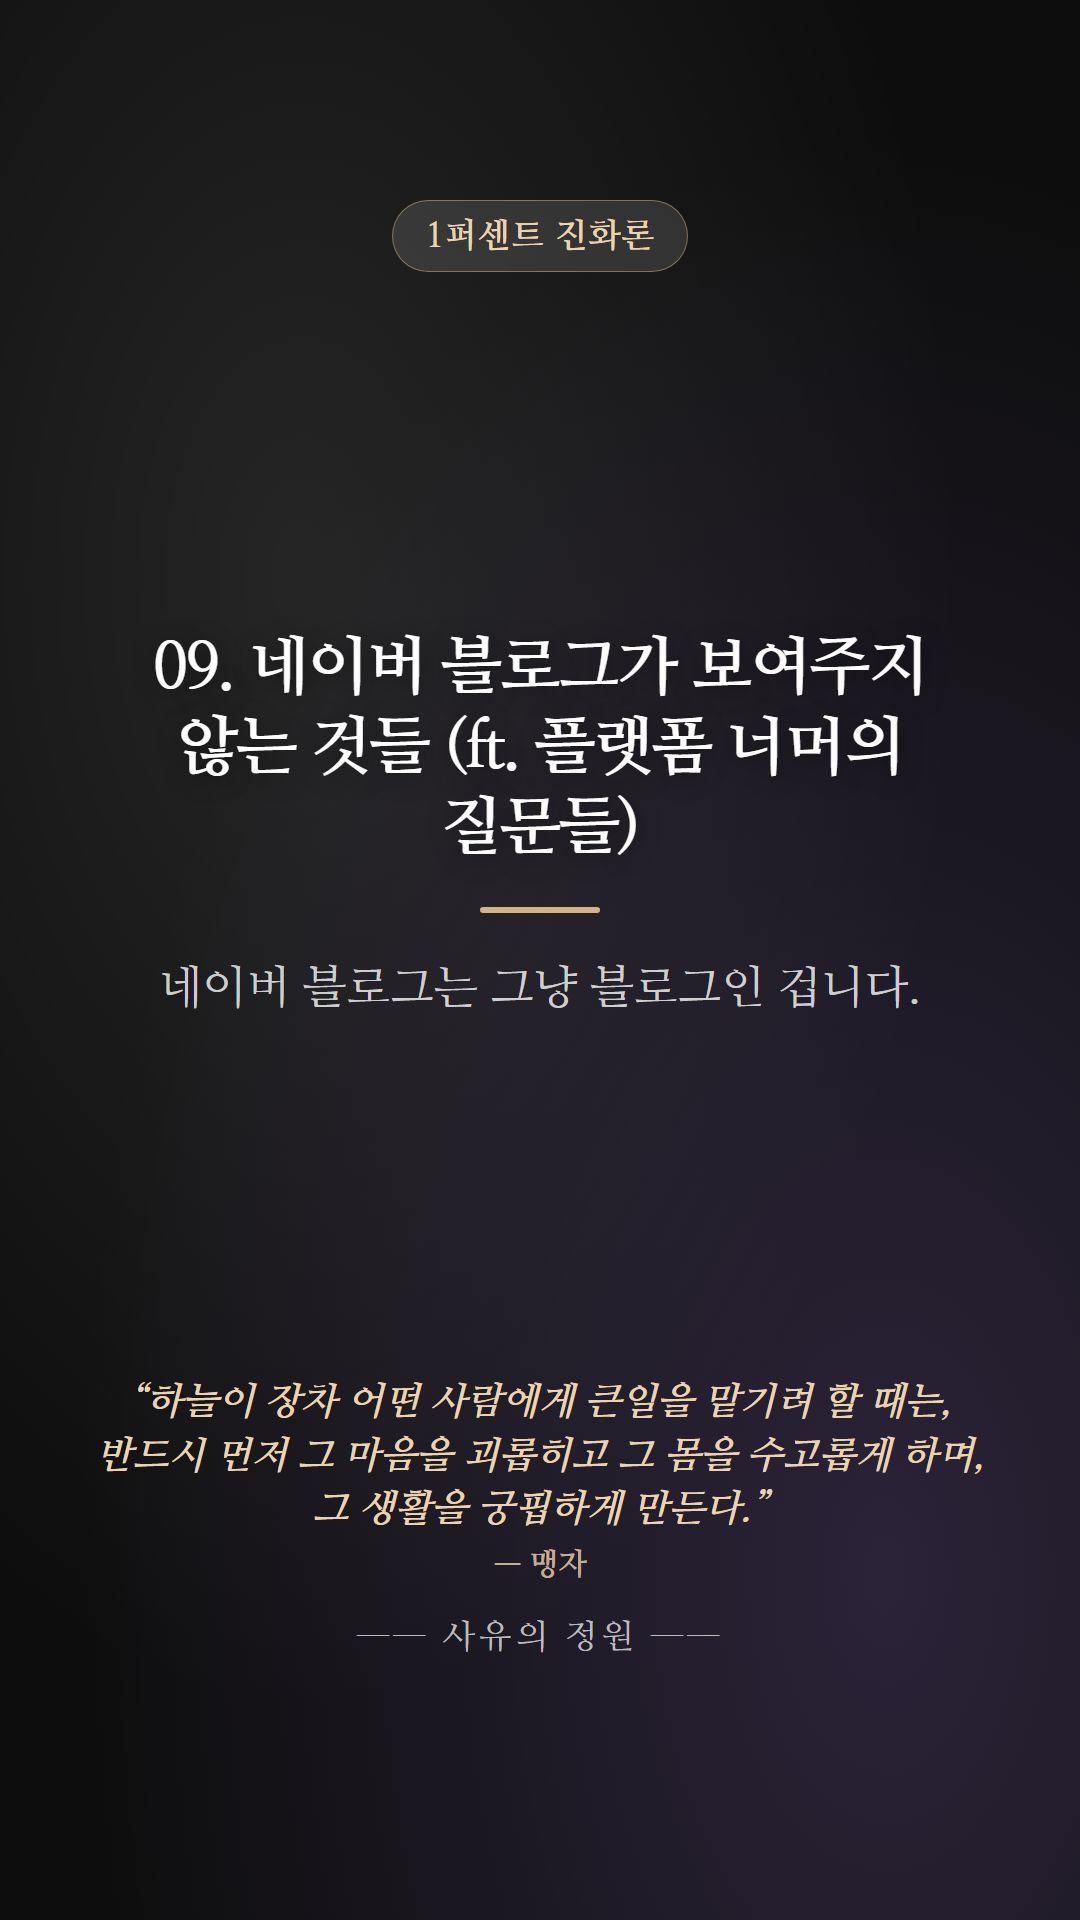 1퍼센트 진화론
09. 네이버 블로그가 보여주지
않는 것들 (ft. 플랫폼 너머의
질문들)
네이버 블로그는 그냥 블로그인 겁니다.
“하늘이 장차 어떤 사람에게 큰일을 맡기려 할 때는,
반드시 먼저 그 마음을 괴롭히고 그 몸을 수고롭게 하며,
그 생활을 궁핍하게 만든다.”
— 맹자
—— 사유의 정원 ——